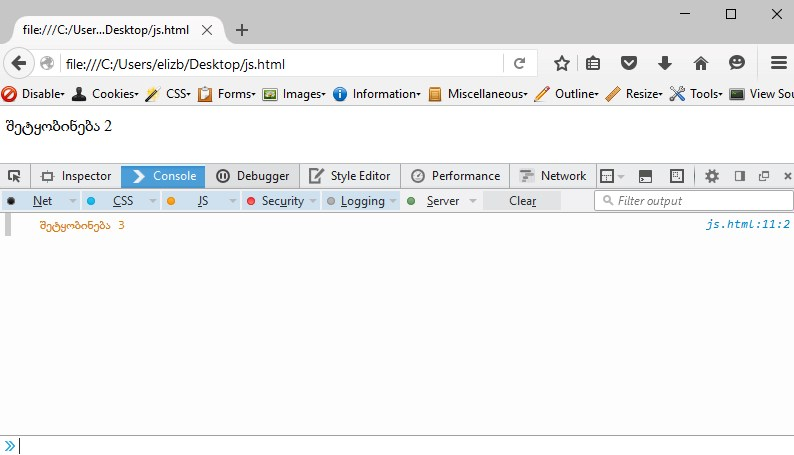 file:///C:/User...Desktop/js.html
file:///C:/Users/elizb/Desktop/js.html
Disable Cookies CSS Forms Images Information Miscellaneous Outline Resize Tools View Sou
შეტყობინება 2
Inspector Console Debugger Style Editor Performance Network
Net CSS JS Security Logging Server Clear Filter output
შეტყობინება 3 js.html:11:2